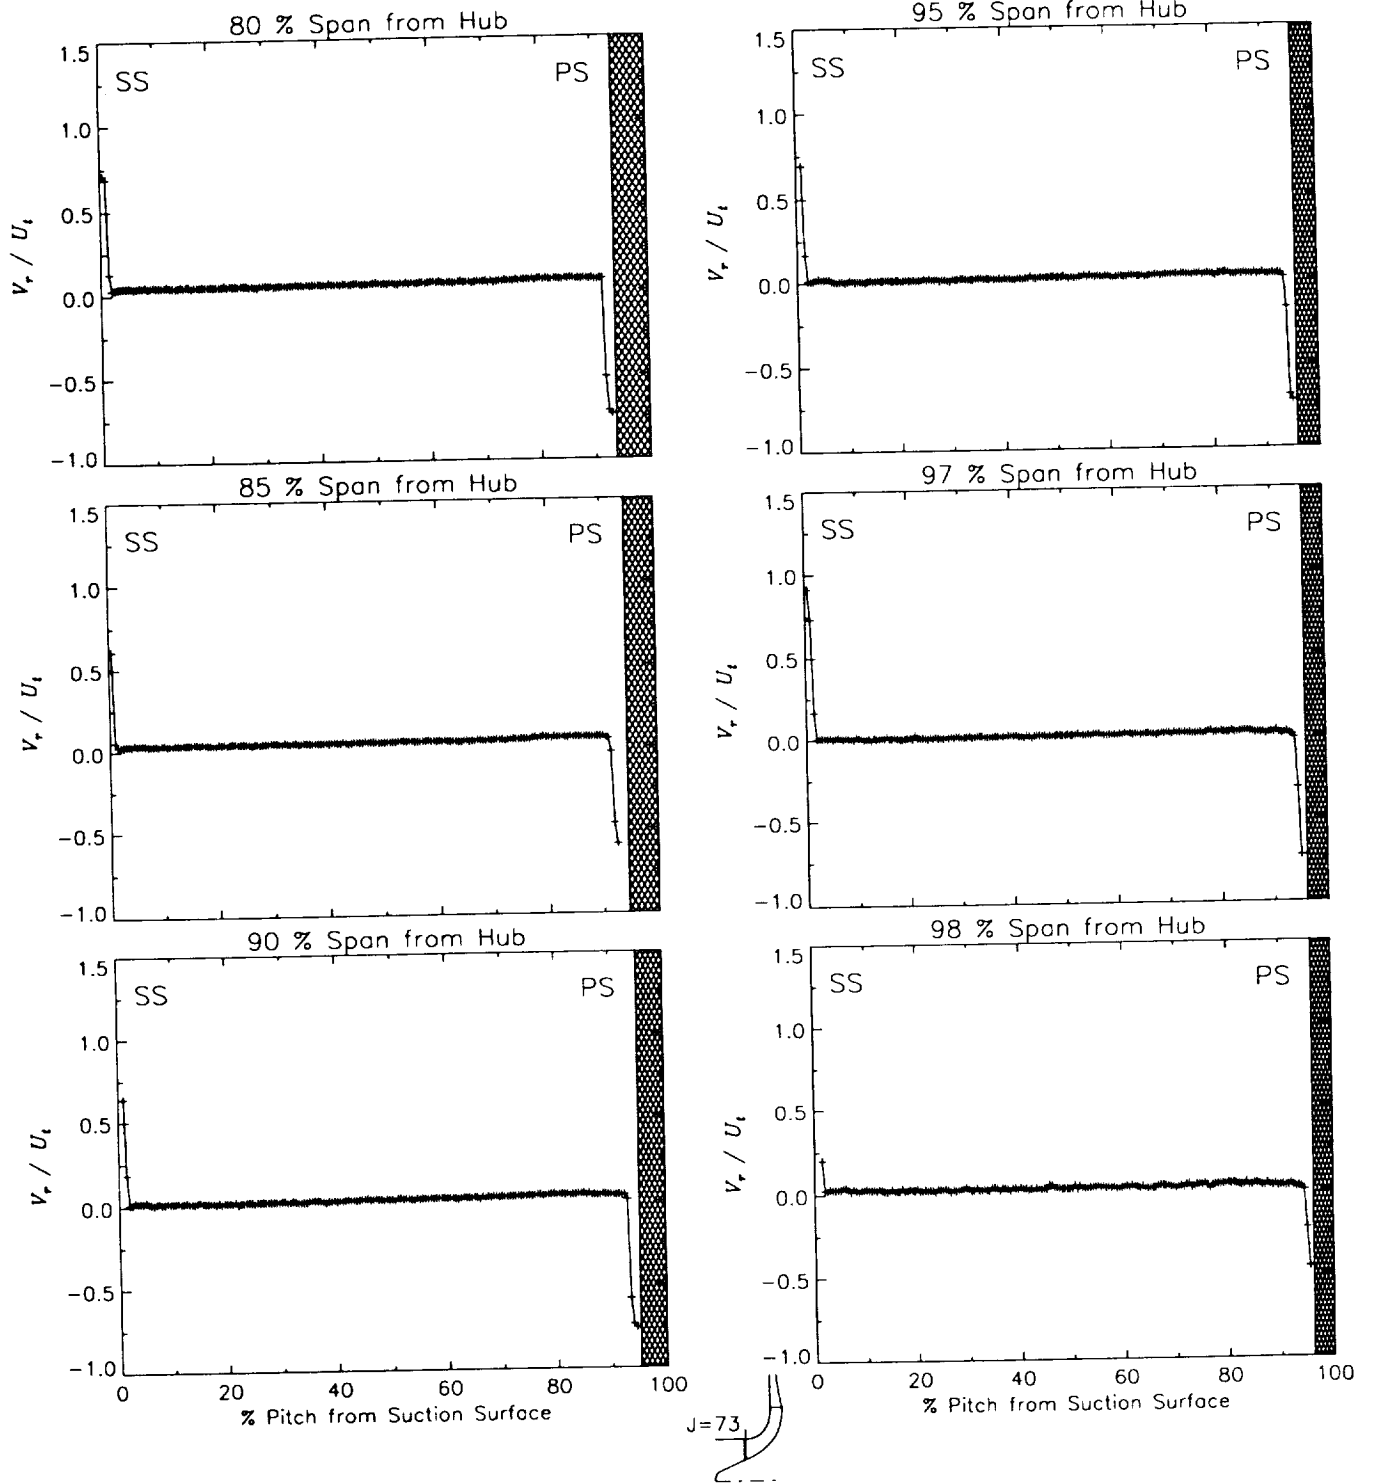 80 % Span from Hub
1.5
1.0
0.5
0.0
−0.5
−1.0
V_r / U_t
SS
PS
85 % Span from Hub
1.5
1.0
0.5
0.0
−0.5
−1.0
V_r / U_t
SS
PS
90 % Span from Hub
1.5
1.0
0.5
0.0
−0.5
−1.0
V_r / U_t
SS
PS
0 20 40 60 80 100
% Pitch from Suction Surface
95 % Span from Hub
1.5
1.0
0.5
0.0
−0.5
−1.0
V_r / U_t
SS
PS
97 % Span from Hub
1.5
1.0
0.5
0.0
−0.5
−1.0
V_r / U_t
SS
PS
98 % Span from Hub
1.5
1.0
0.5
0.0
−0.5
−1.0
V_r / U_t
SS
PS
0 20 40 60 80 100
% Pitch from Suction Surface
J=73